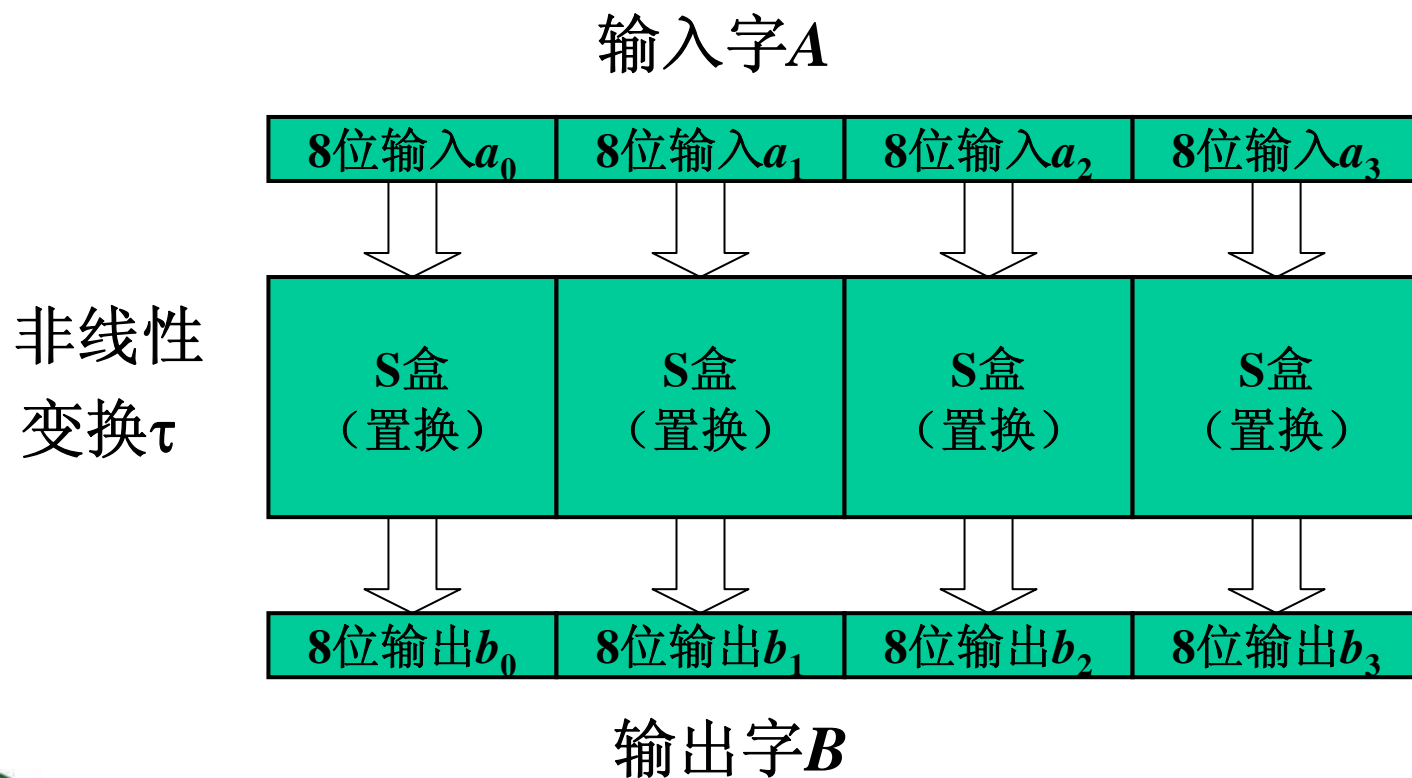 输入字A
8位输入a₀ 8位输入a₁ 8位输入a₂ 8位输入a₃
非线性
变换τ
S盒
（置换）
S盒
（置换）
S盒
（置换）
S盒
（置换）
8位输出b₀ 8位输出b₁ 8位输出b₂ 8位输出b₃
输出字B